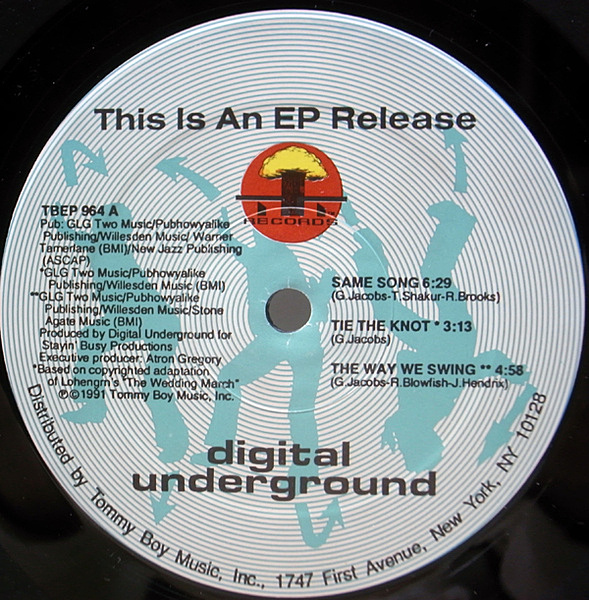 This Is An EP Release
RECORDS
TBEP 964 A
Pub: GLG Two Music/Pubhowyalike
Publishing/Willesden Music/ Warner
Tamerlane (BMI)/New Jazz Publishing
(ASCAP)
*GLG Two Music/Pubhowyalike
Publishing/Willesden Music (BMI)
**GLG Two Music/Pubhowyalike
Publishing/Willesden Music/Stone
Agate Music (BMI)
Produced by Digital Underground for
Stayin' Busy Productions
Executive producer: Atron Gregory
*Based on copyrighted adaptation
of Lohengrn's "The Wedding March"
℗©1991 Tommy Boy Music, Inc.
SAME SONG 6:29
(G.Jacobs-T.Shakur-R.Brooks)
TIE THE KNOT * 3:13
(G.Jacobs)
THE WAY WE SWING ** 4:58
(G.Jacobs-R.Blowfish-J.Hendrix)
digital
underground
Distributed by Tommy Boy Music, Inc., 1747 First Avenue, New York, NY 10128